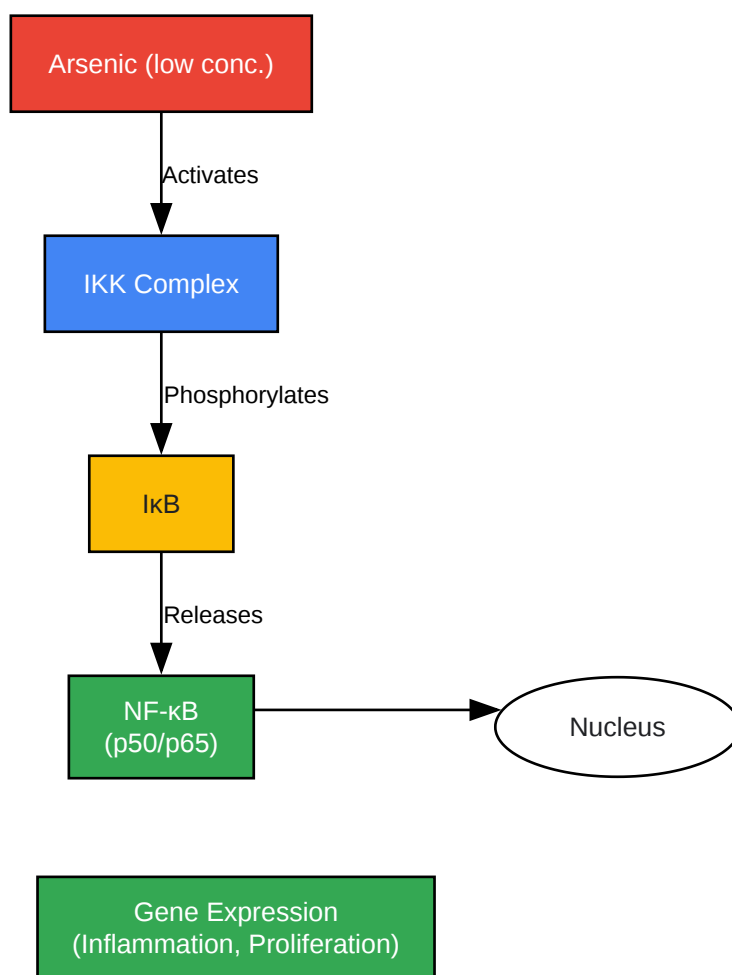 Arsenic (low conc.)
Activates
IKK Complex
Phosphorylates
IκB
Releases
NF-κB
(p50/p65)
Nucleus
Gene Expression
(Inflammation, Proliferation)